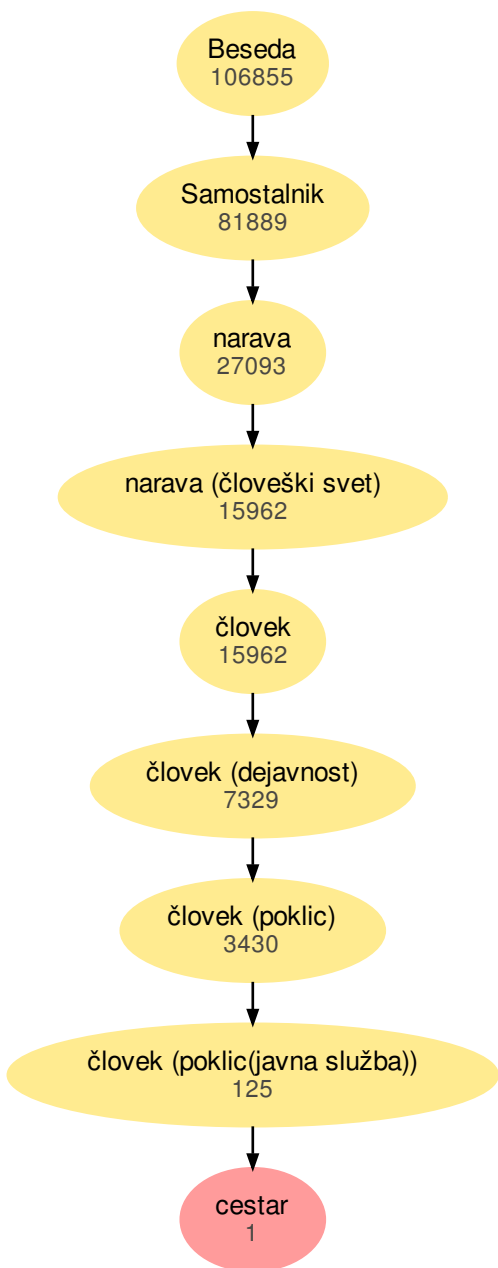 Beseda
106855
Samostalnik
81889
narava
27093
narava (človeški svet)
15962
človek
15962
človek (dejavnost)
7329
človek (poklic)
3430
človek (poklic(javna služba))
125
cestar
1